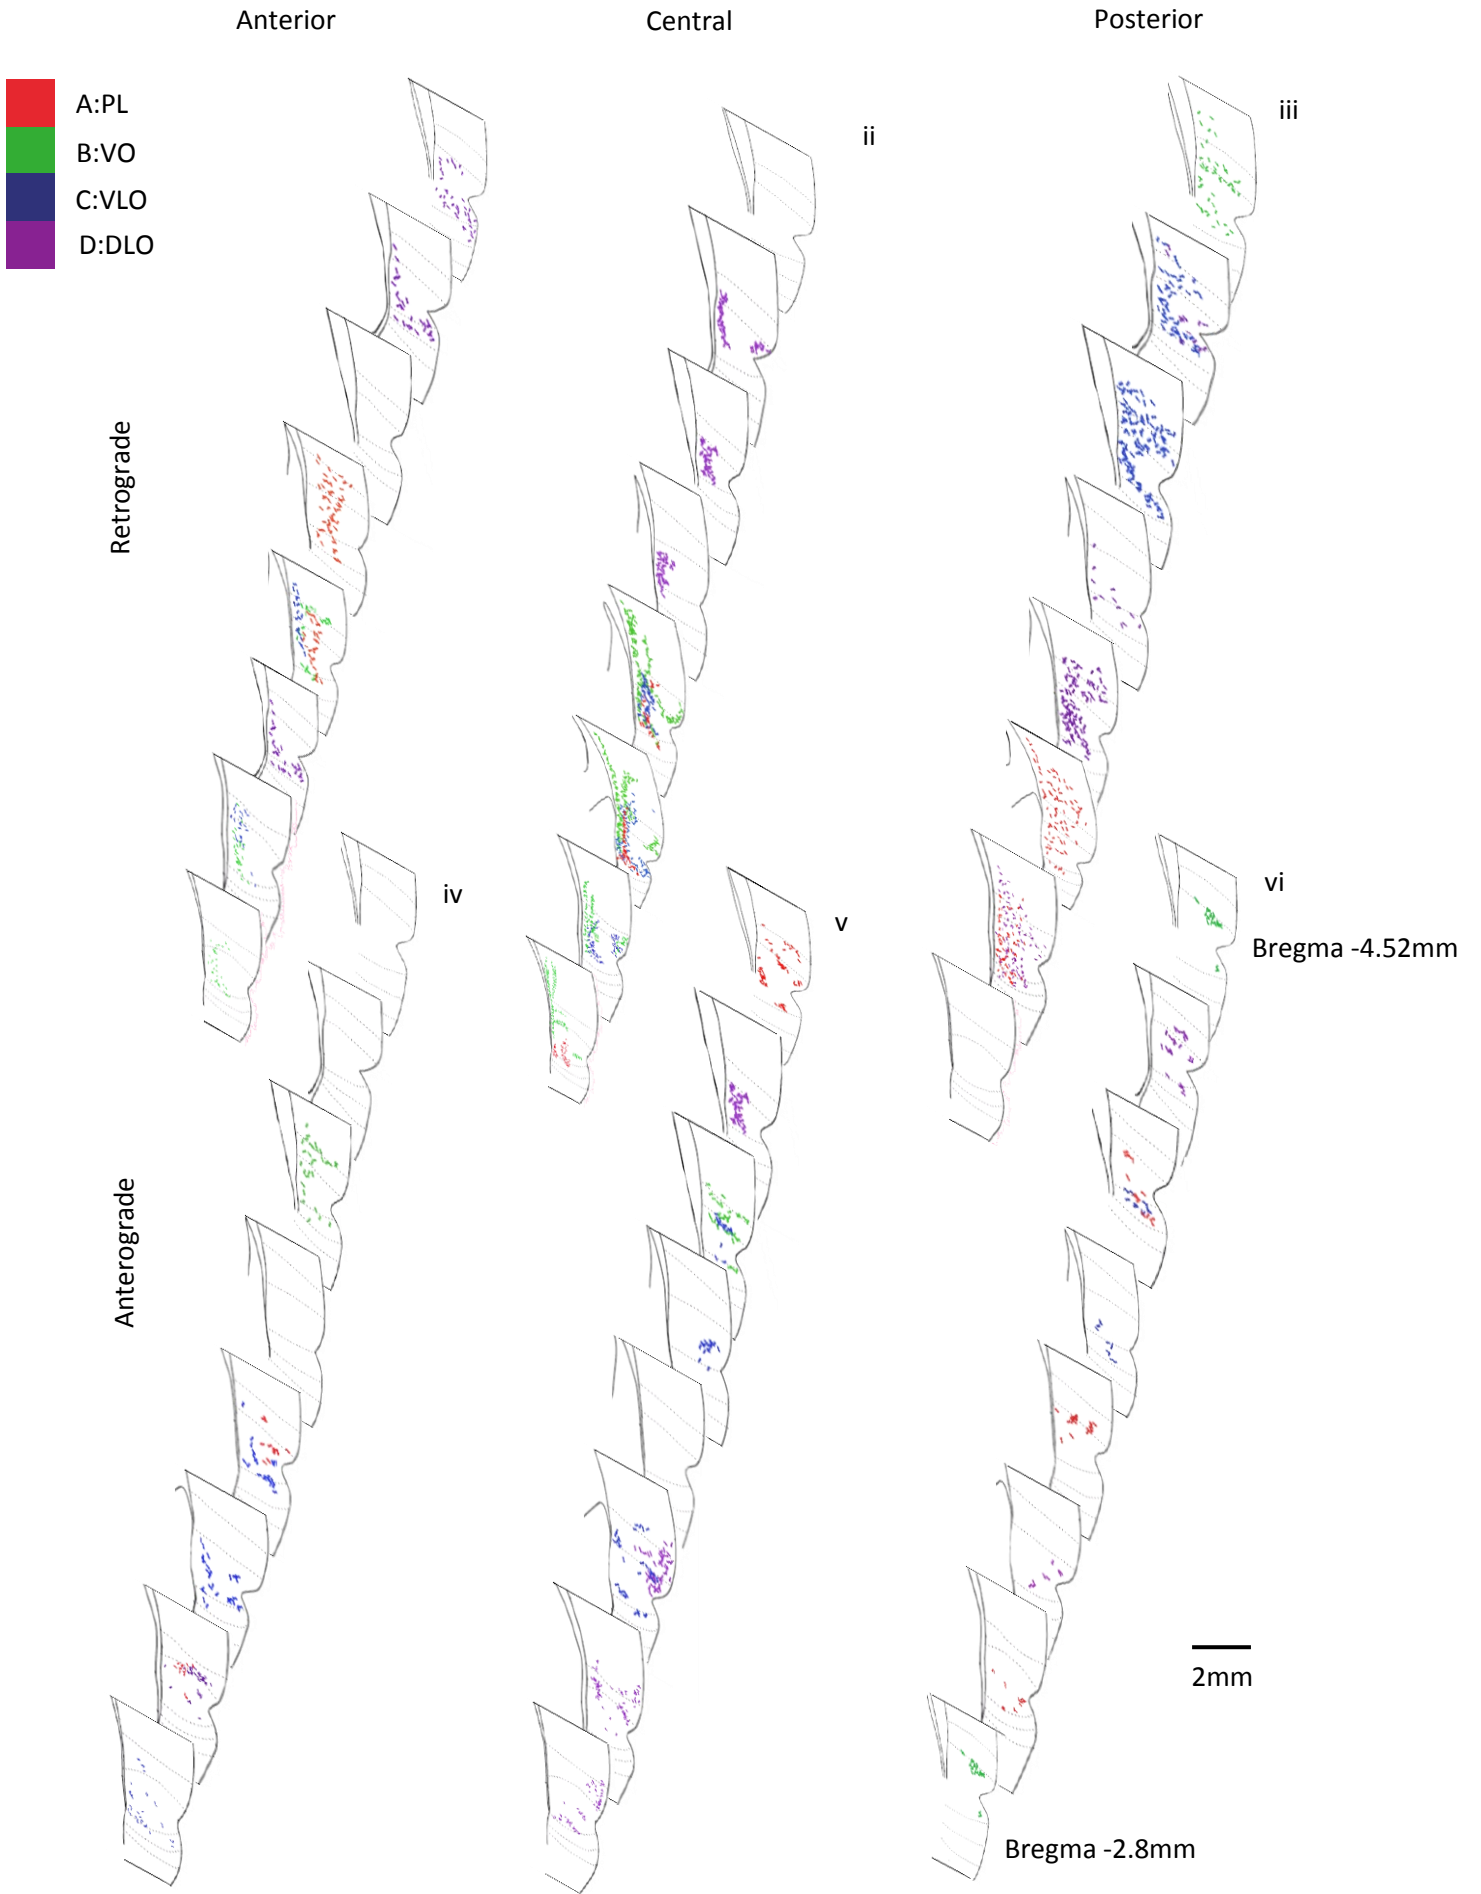 Anterior
Central
Posterior
A:PL
B:VO
C:VLO
D:DLO
ii
iii
Retrograde
iv
v
vi
Bregma -4.52mm
Anterograde
2mm
Bregma -2.8mm